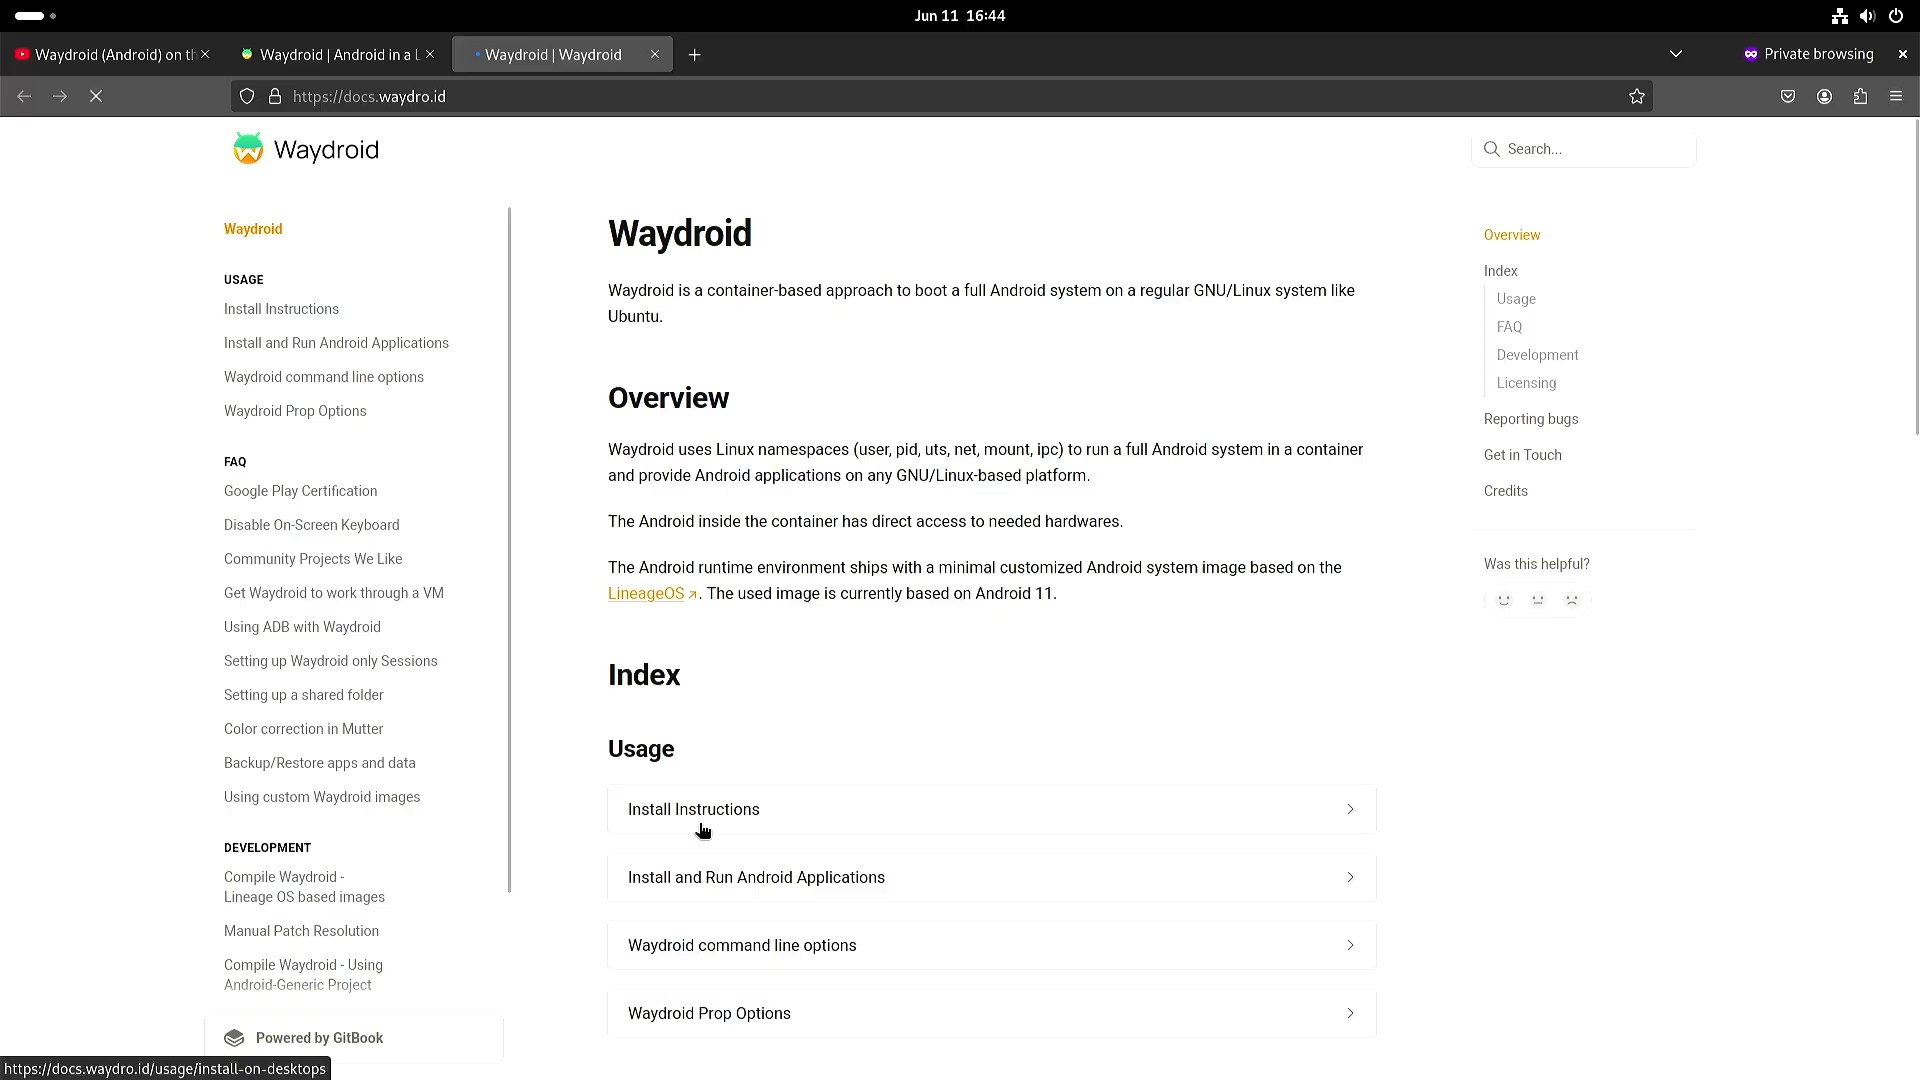 Jun 11 16:44
Waydroid (Android) on th
Waydroid | Android in a L
Waydroid | Waydroid
Private browsing
https://docs.waydro.id
Waydroid
Search...
Waydroid
USAGE
Install Instructions
Install and Run Android Applications
Waydroid command line options
Waydroid Prop Options
FAQ
Google Play Certification
Disable On-Screen Keyboard
Community Projects We Like
Get Waydroid to work through a VM
Using ADB with Waydroid
Setting up Waydroid only Sessions
Setting up a shared folder
Color correction in Mutter
Backup/Restore apps and data
Using custom Waydroid images
DEVELOPMENT
Compile Waydroid -
Lineage OS based images
Manual Patch Resolution
Compile Waydroid - Using
Android-Generic Project
Powered by GitBook
Waydroid
Waydroid is a container-based approach to boot a full Android system on a regular GNU/Linux system like
Ubuntu.
Overview
Waydroid uses Linux namespaces (user, pid, uts, net, mount, ipc) to run a full Android system in a container
and provide Android applications on any GNU/Linux-based platform.
The Android inside the container has direct access to needed hardwares.
The Android runtime environment ships with a minimal customized Android system image based on the
LineageOS. The used image is currently based on Android 11.
Index
Usage
Install Instructions
Install and Run Android Applications
Waydroid command line options
Waydroid Prop Options
Overview
Index
Usage
FAQ
Development
Licensing
Reporting bugs
Get in Touch
Credits
Was this helpful?
https://docs.waydro.id/usage/install-on-desktops